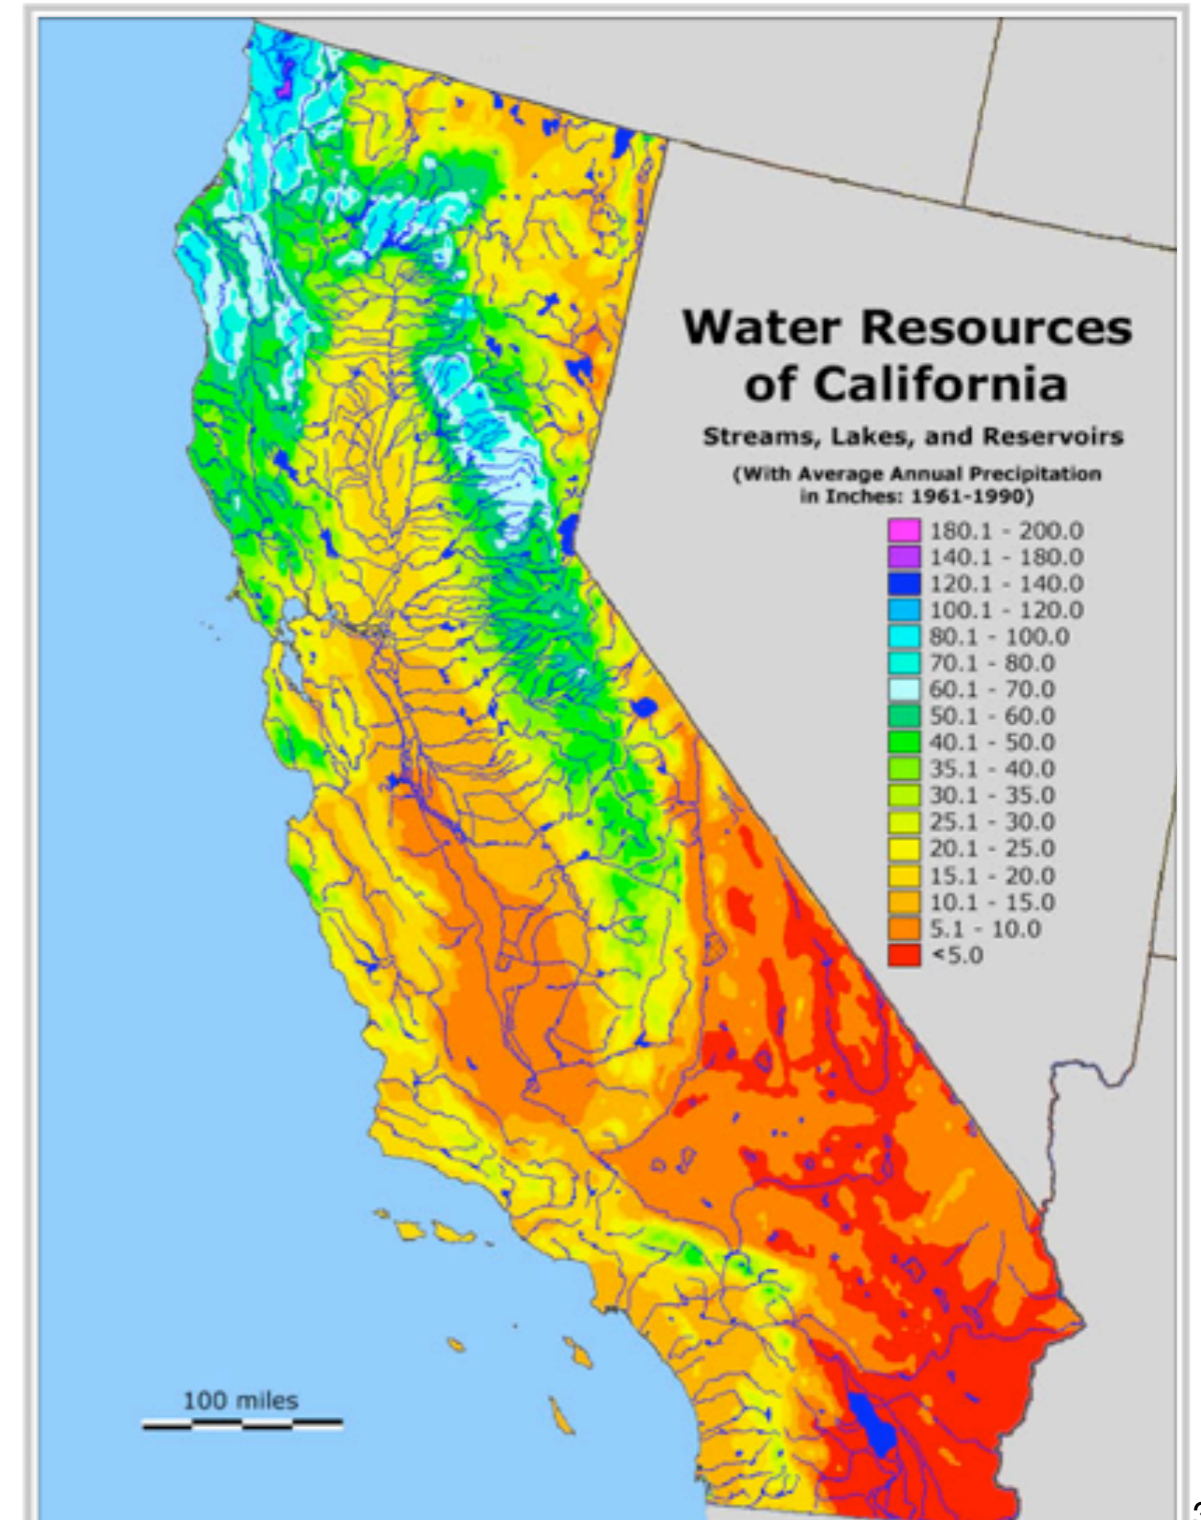 Water Resources
of California
Streams, Lakes, and Reservoirs
(With Average Annual Precipitation
in Inches: 1961-1990)
180.1 - 200.0
140.1 - 180.0
120.1 - 140.0
100.1 - 120.0
80.1 - 100.0
70.1 - 80.0
60.1 - 70.0
50.1 - 60.0
40.1 - 50.0
35.1 - 40.0
30.1 - 35.0
25.1 - 30.0
20.1 - 25.0
15.1 - 20.0
10.1 - 15.0
5.1 - 10.0
<5.0
100 miles